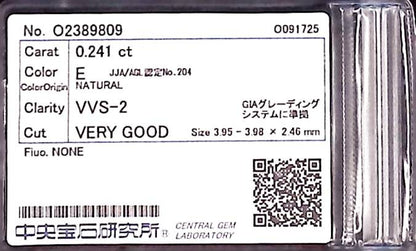 No. O2389809 O091725
Carat 0.241 ct
Color E JJA/AGL認定No.204
ColorOrigin NATURAL
Clarity VVS-2 GIAグレーディング
システムに準拠
Cut VERY GOOD Size 3.95 - 3.98 × 2.46 mm
Fluo. NONE
中央宝石研究所® CENTRAL GEM
LABORATORY